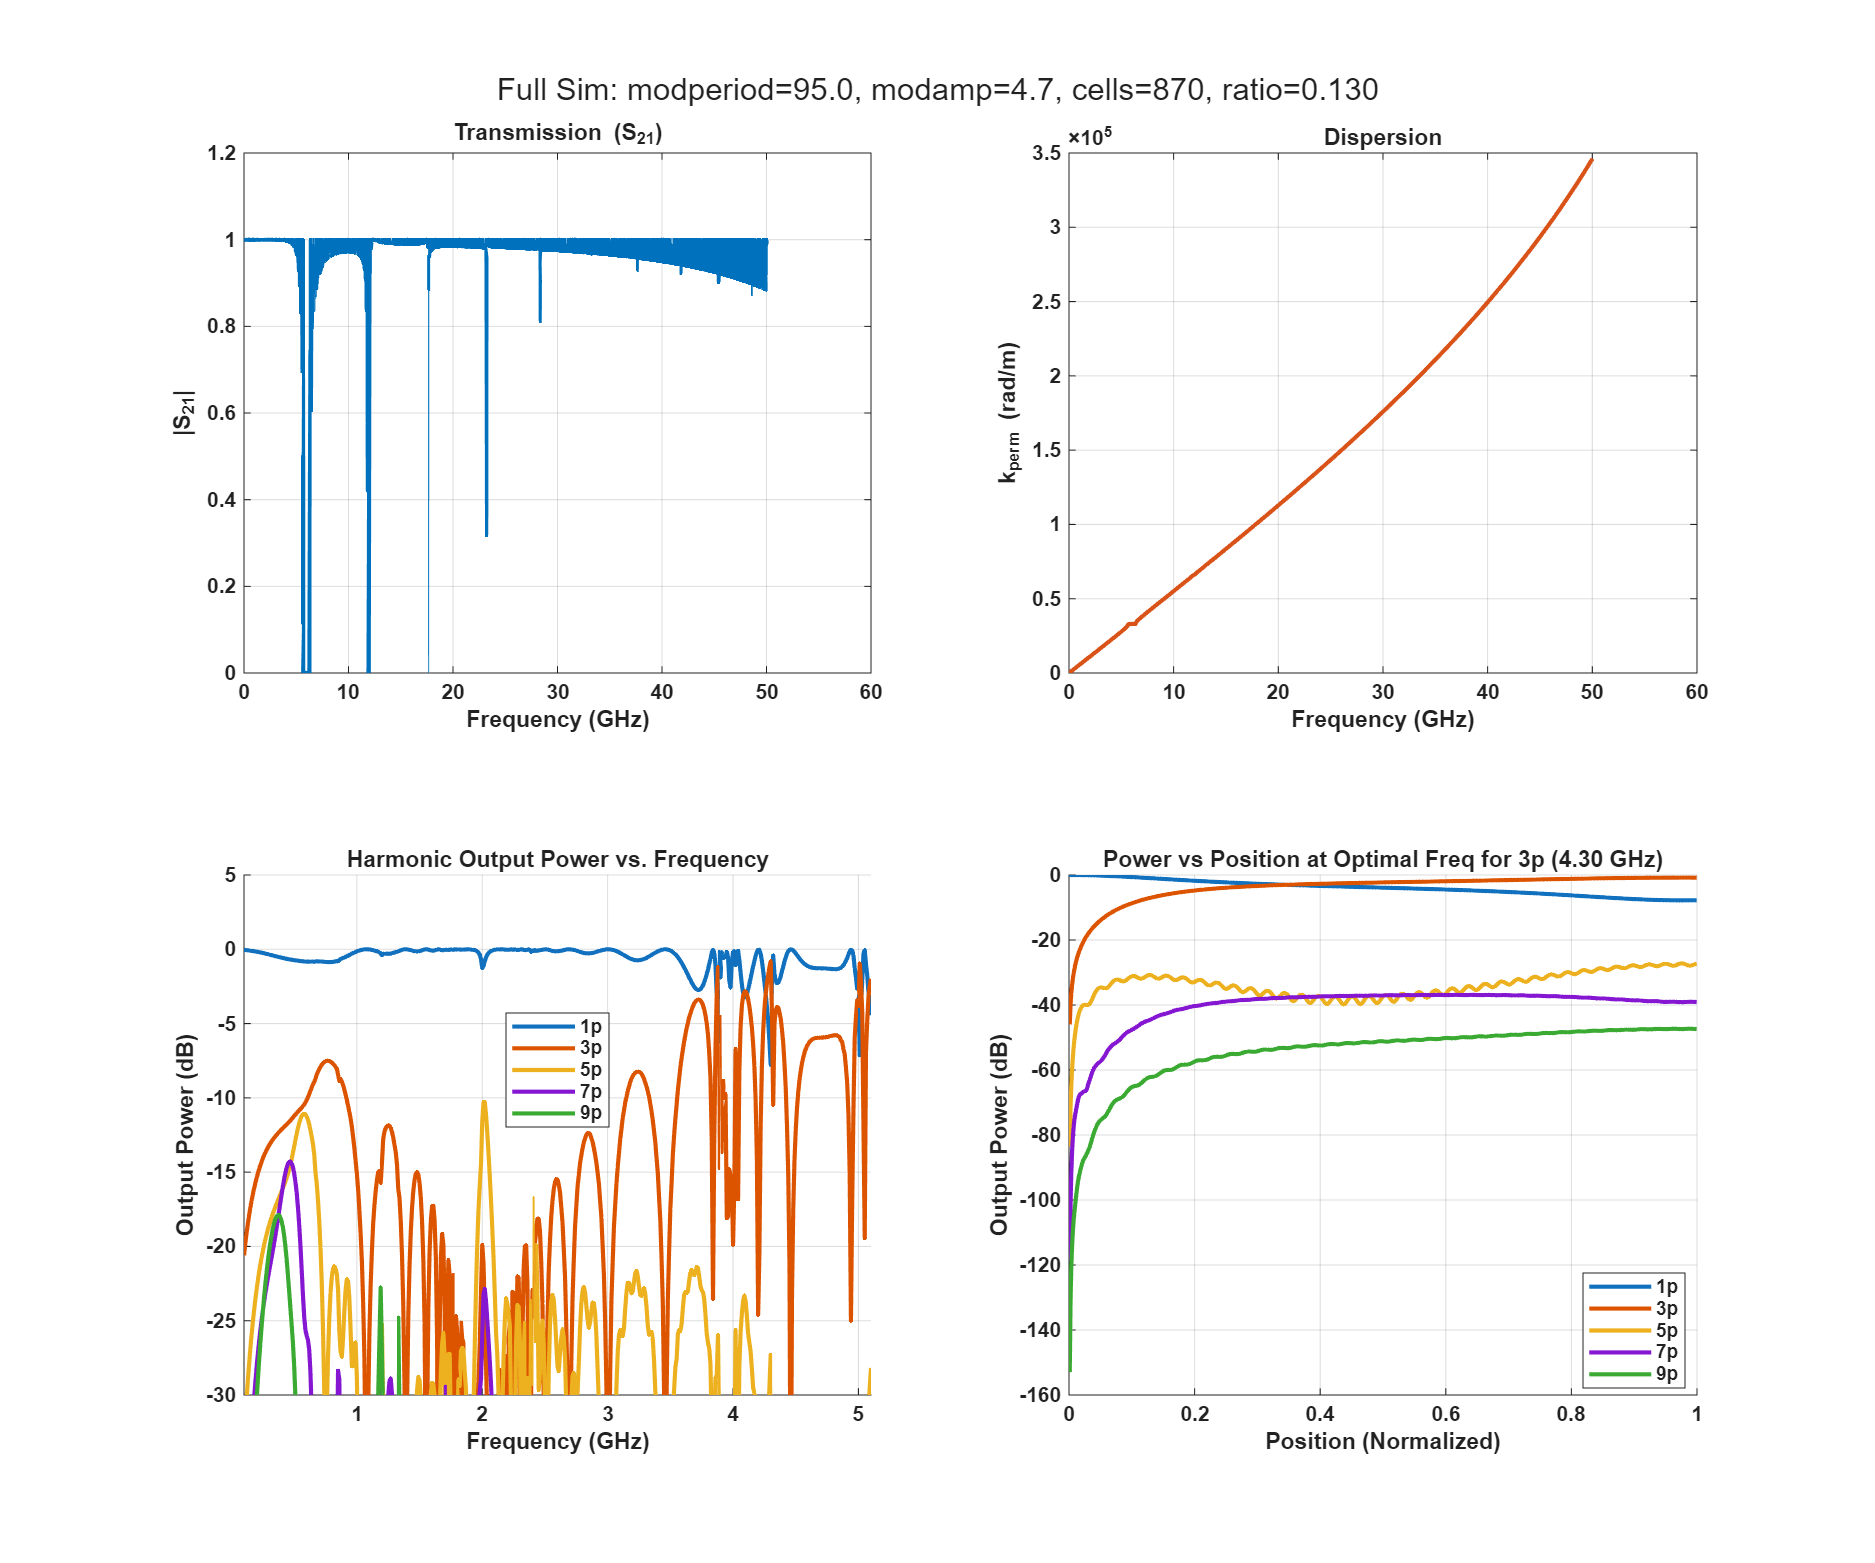 Full Sim: modperiod=95.0, modamp=4.7, cells=870, ratio=0.130
Transmission (S21)
1.2
1
0.8
0.6
0.4
0.2
0
|S21|
0 10 20 30 40 50 60
Frequency (GHz)
×10^5
Dispersion
3.5
3
2.5
2
1.5
1
0.5
0
kperm (rad/m)
0 10 20 30 40 50 60
Frequency (GHz)
Harmonic Output Power vs. Frequency
5
0
-5
-10
-15
-20
-25
-30
Output Power (dB)
1p
3p
5p
7p
9p
1 2 3 4 5
Frequency (GHz)
Power vs Position at Optimal Freq for 3p (4.30 GHz)
0
-20
-40
-60
-80
-100
-120
-140
-160
Output Power (dB)
1p
3p
5p
7p
9p
0 0.2 0.4 0.6 0.8 1
Position (Normalized)